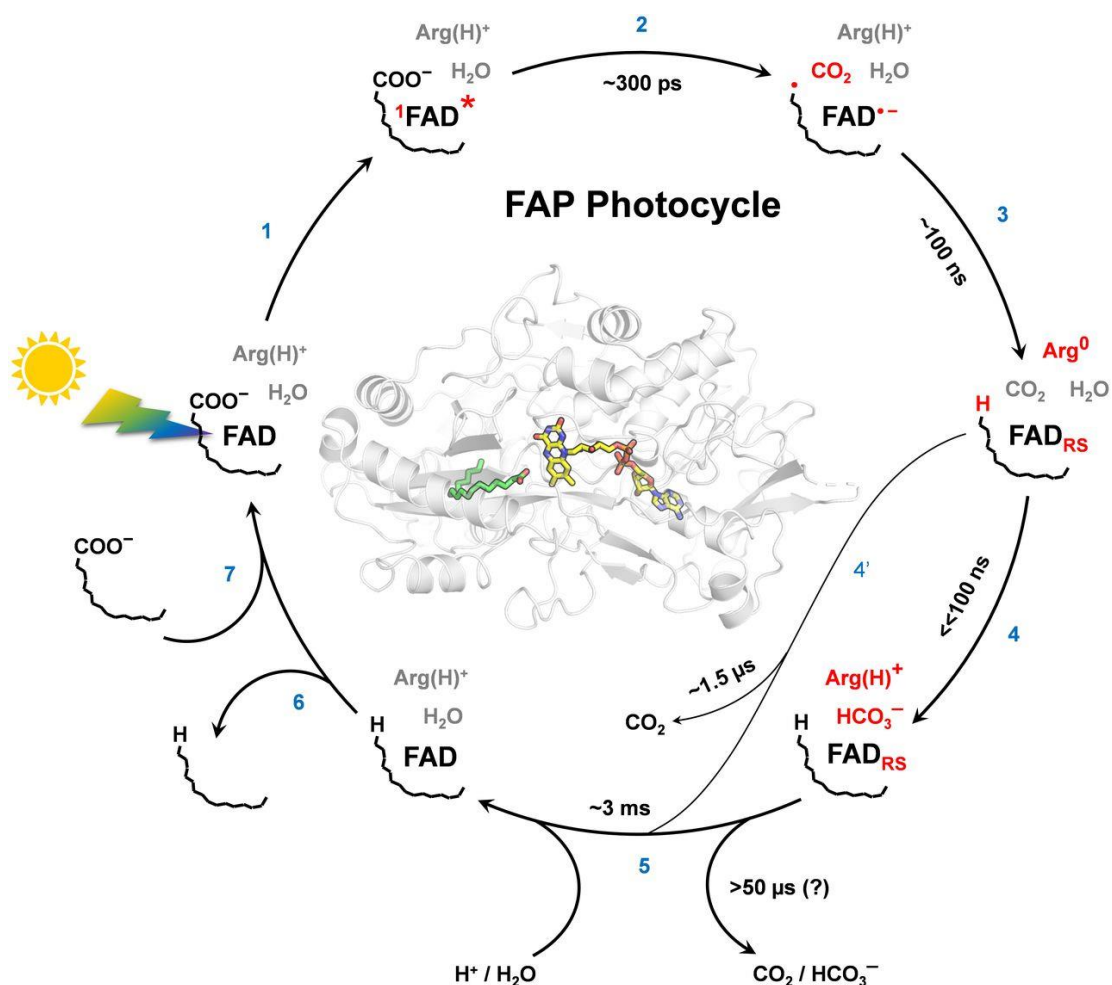 2
Arg(H)⁺
COO⁻ H₂O
¹FAD*
~300 ps
Arg(H)⁺
• CO₂ H₂O
FAD•−
FAP Photocycle
1
3
~100 ns
Arg(H)⁺
COO⁻ H₂O
FAD
Arg⁰
CO₂ H₂O
H
FAD_RS
COO⁻
7
4'
<<100 ns
4
6
H
Arg(H)⁺
H₂O
H
FAD
CO₂
~1.5 µs
Arg(H)⁺
HCO₃⁻
H
FAD_RS
~3 ms
5
>50 µs (?)
H⁺ / H₂O
CO₂ / HCO₃⁻